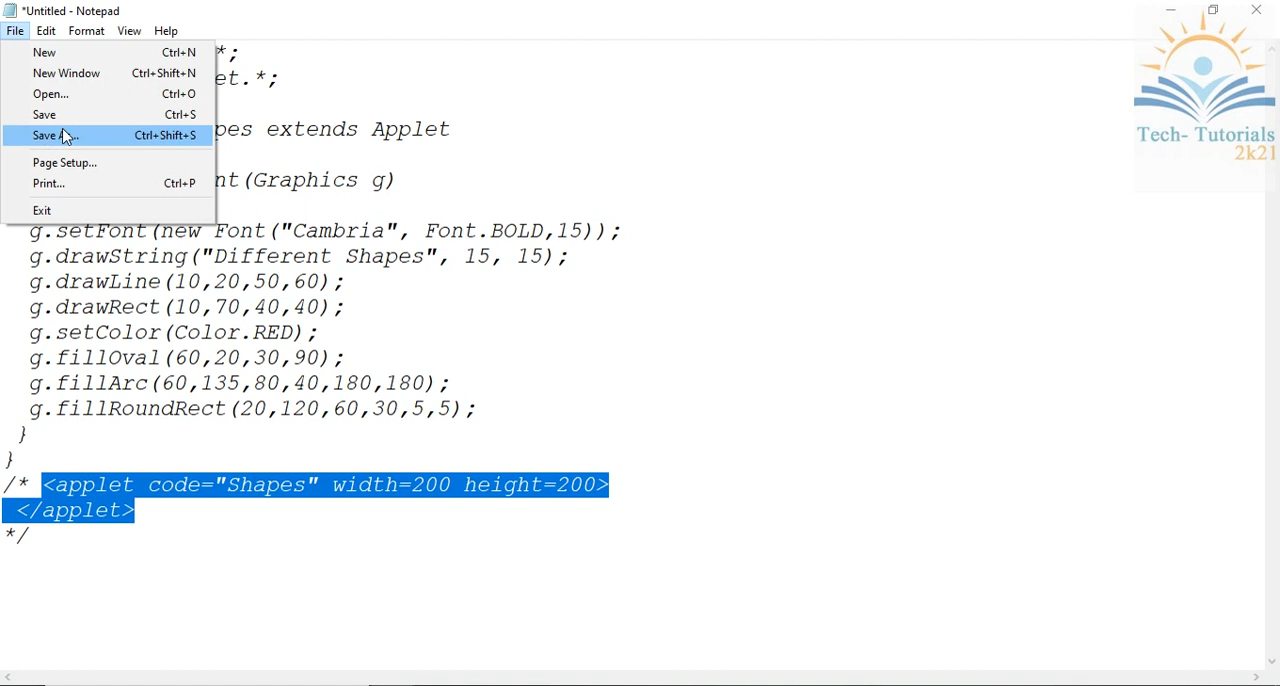 *Untitled - Notepad
File Edit Format View Help
New Ctrl+N
New Window Ctrl+Shift+N
Open... Ctrl+O
Save Ctrl+S
Save ... Ctrl+Shift+S
Page Setup...
Print... Ctrl+P
Exit
*;
et.*;
pes extends Applet
nt(Graphics g)
g.setFont(new Font("Cambria", Font.BOLD,15));
g.drawString("Different Shapes", 15, 15);
g.drawLine(10,20,50,60);
g.drawRect(10,70,40,40);
g.setColor(Color.RED);
g.fillOval(60,20,30,90);
g.fillArc(60,135,80,40,180,180);
g.fillRoundRect(20,120,60,30,5,5);
}
}
/* <applet code="Shapes" width=200 height=200>
</applet>
*/
Tech- Tutorials
2k21